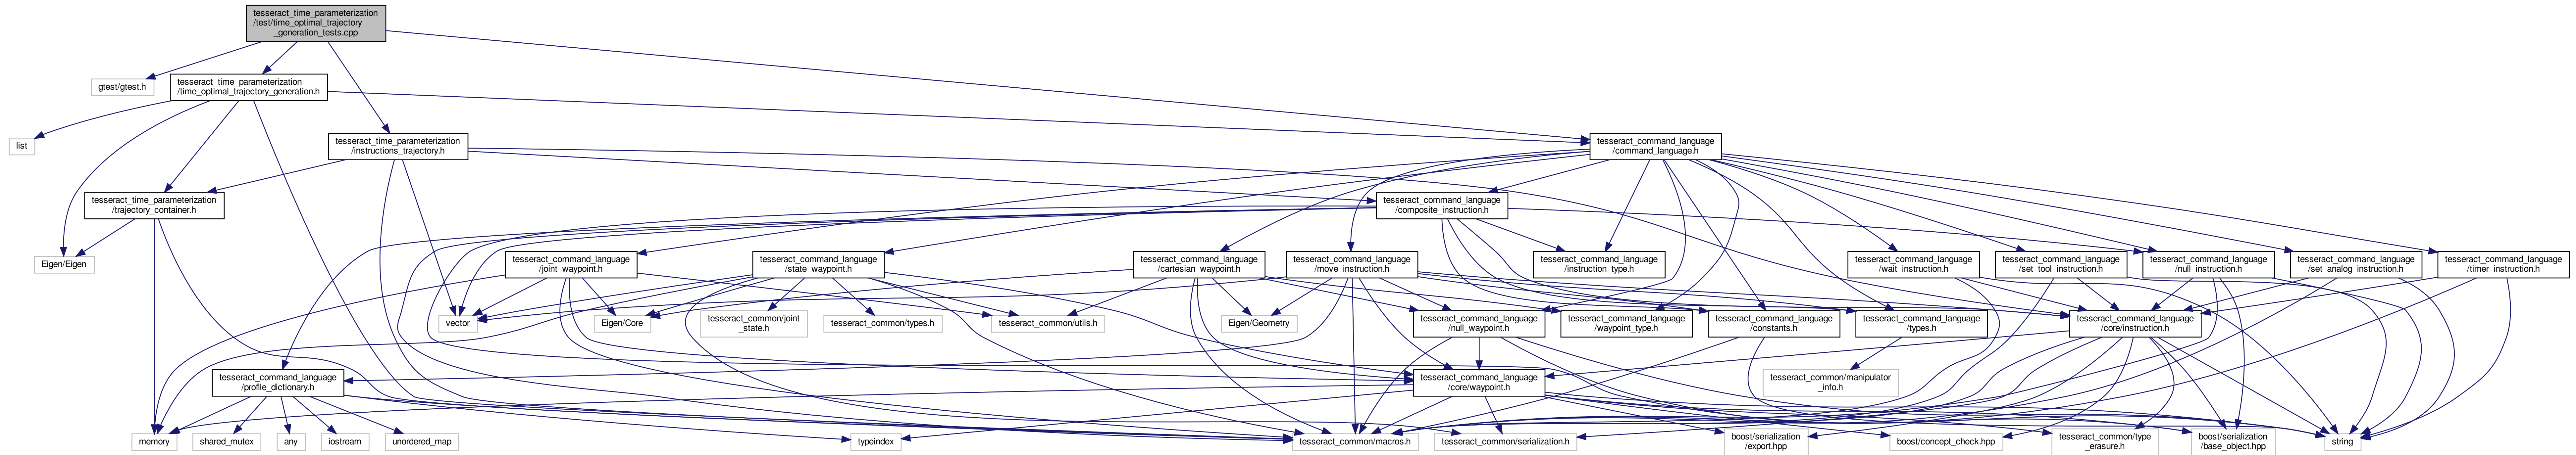 tesseract_time_parameterization
/test/time_optimal_trajectory
_generation_tests.cpp
gtest/gtest.h
tesseract_time_parameterization
/time_optimal_trajectory_generation.h
list
tesseract_time_parameterization
/instructions_trajectory.h
tesseract_command_language
/command_language.h
tesseract_time_parameterization
/trajectory_container.h
tesseract_command_language
/composite_instruction.h
Eigen/Eigen
tesseract_command_language
/joint_waypoint.h
tesseract_command_language
/state_waypoint.h
tesseract_command_language
/cartesian_waypoint.h
tesseract_command_language
/move_instruction.h
tesseract_command_language
/instruction_type.h
tesseract_command_language
/wait_instruction.h
tesseract_command_language
/set_tool_instruction.h
tesseract_command_language
/null_instruction.h
tesseract_command_language
/set_analog_instruction.h
tesseract_command_language
/timer_instruction.h
vector
Eigen/Core
tesseract_common/joint
_state.h
tesseract_common/types.h
tesseract_common/utils.h
Eigen/Geometry
tesseract_command_language
/null_waypoint.h
tesseract_command_language
/waypoint_type.h
tesseract_command_language
/constants.h
tesseract_command_language
/types.h
tesseract_command_language
/core/instruction.h
tesseract_command_language
/profile_dictionary.h
tesseract_command_language
/core/waypoint.h
tesseract_common/manipulator
_info.h
memory
shared_mutex
any
iostream
unordered_map
typeindex
tesseract_common/macros.h
tesseract_common/serialization.h
boost/serialization
/export.hpp
boost/concept_check.hpp
tesseract_common/type
_erasure.h
boost/serialization
/base_object.hpp
string